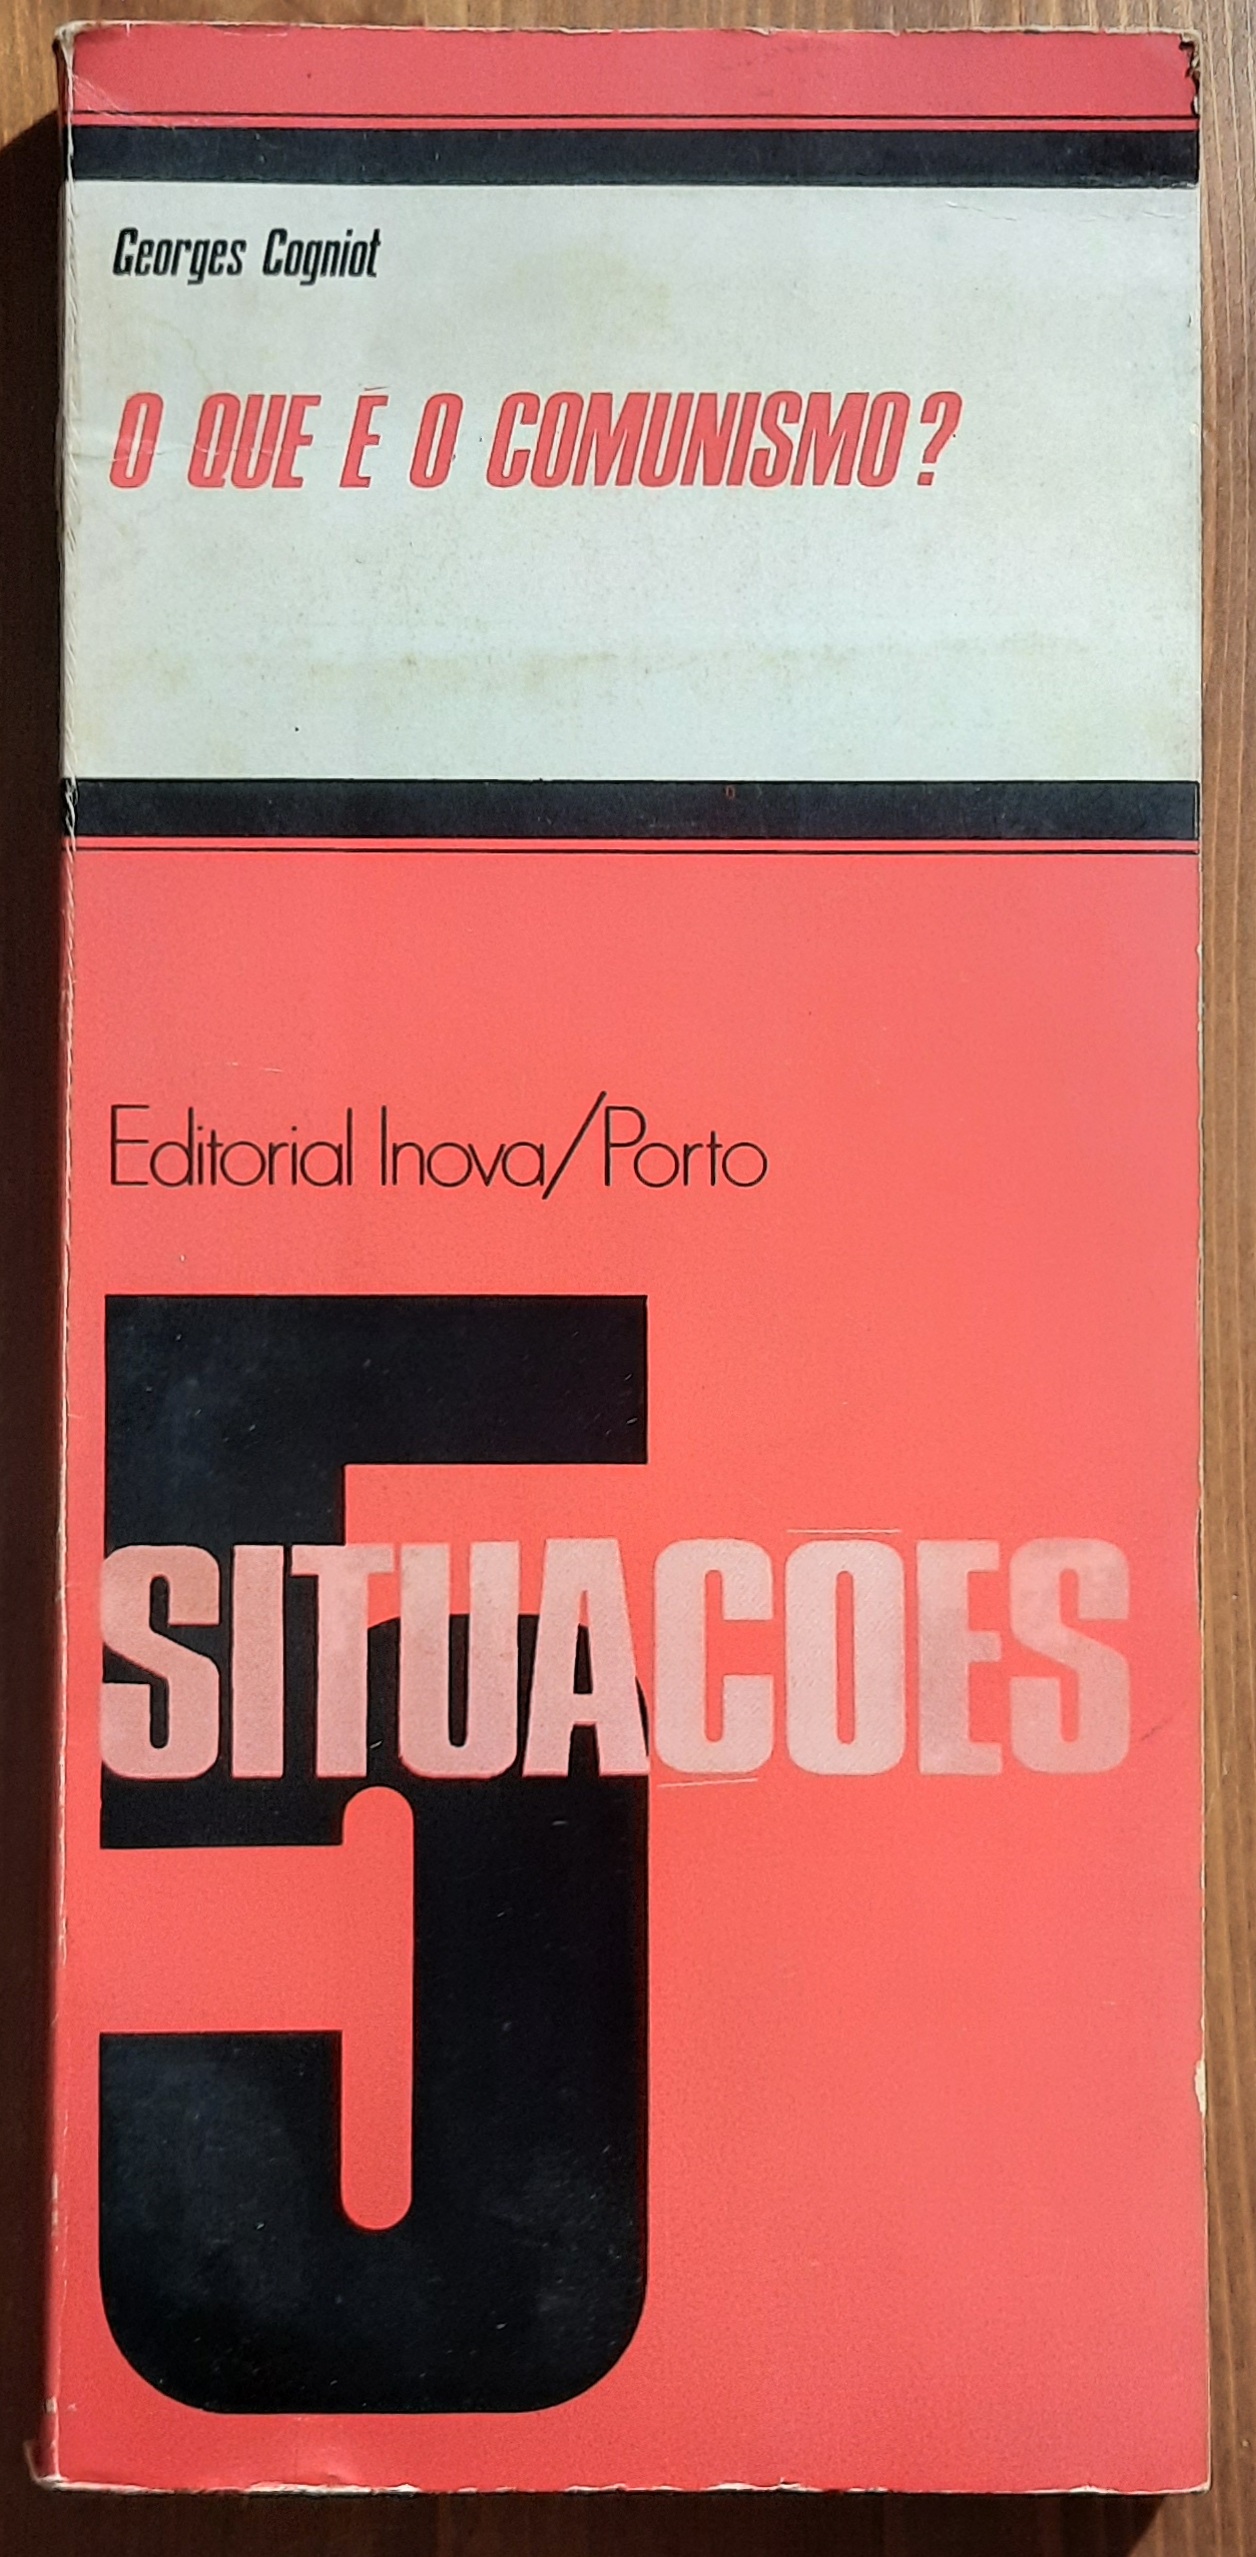 Georges Cogniot
O QUE É O COMUNISMO?
Editorial Inova/Porto
5
SITUAÇÕES